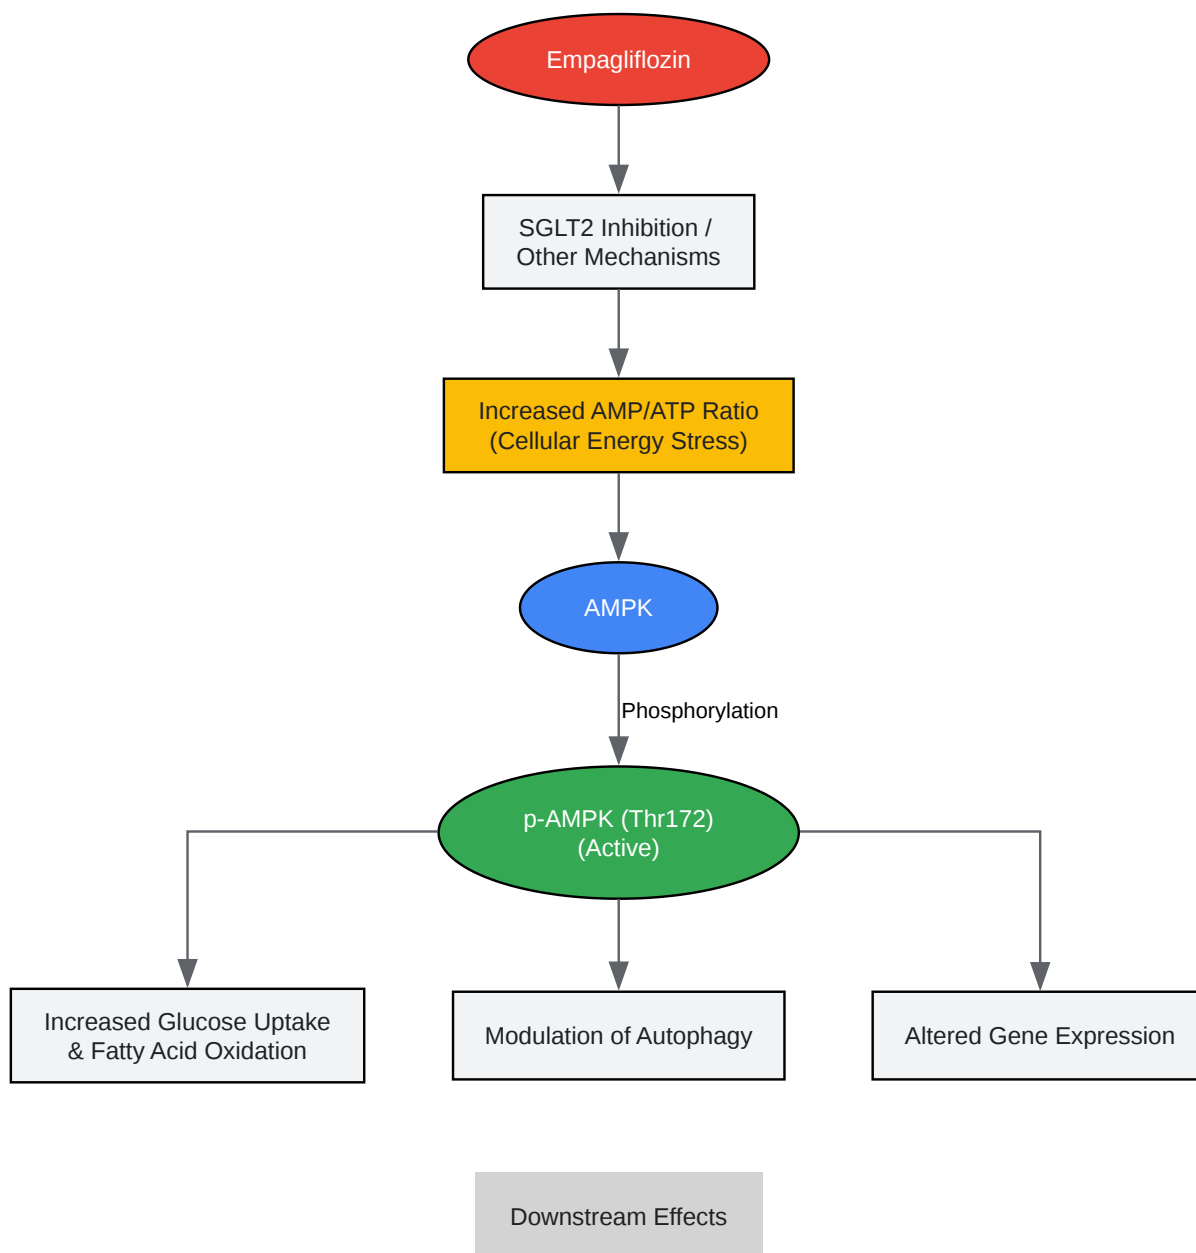 Empagliflozin
SGLT2 Inhibition /
Other Mechanisms
Increased AMP/ATP Ratio
(Cellular Energy Stress)
AMPK
Phosphorylation
p-AMPK (Thr172)
(Active)
Increased Glucose Uptake
& Fatty Acid Oxidation
Modulation of Autophagy
Altered Gene Expression
Downstream Effects